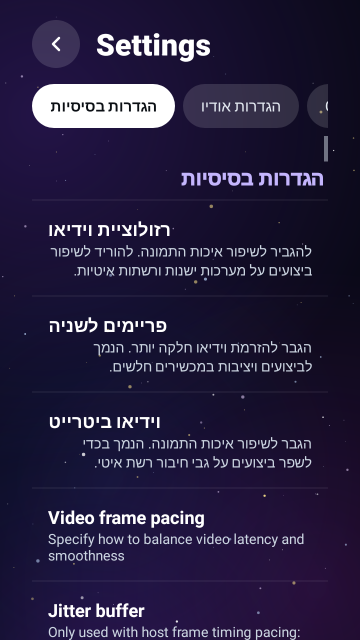 Settings
הגדרות בסיסיות
הגדרות אודיו
הגדרות בסיסיות
רזולוציית וידיאו
להגביר לשיפור איכות התמונה. להוריד לשיפור
ביצועים על מערכות ישנות ורשתות איטיות.
פריימים לשניה
הגבר להזרמת וידיאו חלקה יותר. הנמך
לביצועים ויציבות במכשירים חלשים.
וידיאו ביטרייט
הגבר לשיפור איכות התמונה. הנמך בכדי
לשפר ביצועים על גבי חיבור רשת איטי.
Video frame pacing
Specify how to balance video latency and
smoothness
Jitter buffer
Only used with host frame timing pacing: